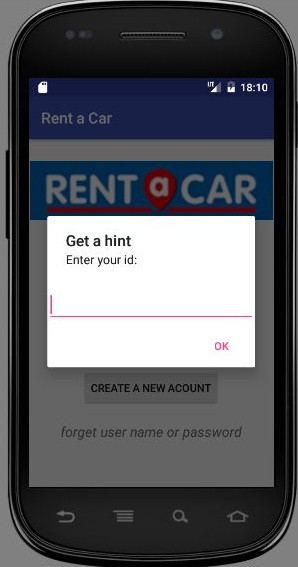 18:10
Rent a Car
RENT a CAR
Get a hint
Enter your id:
OK
CREATE A NEW ACOUNT
forget user name or password